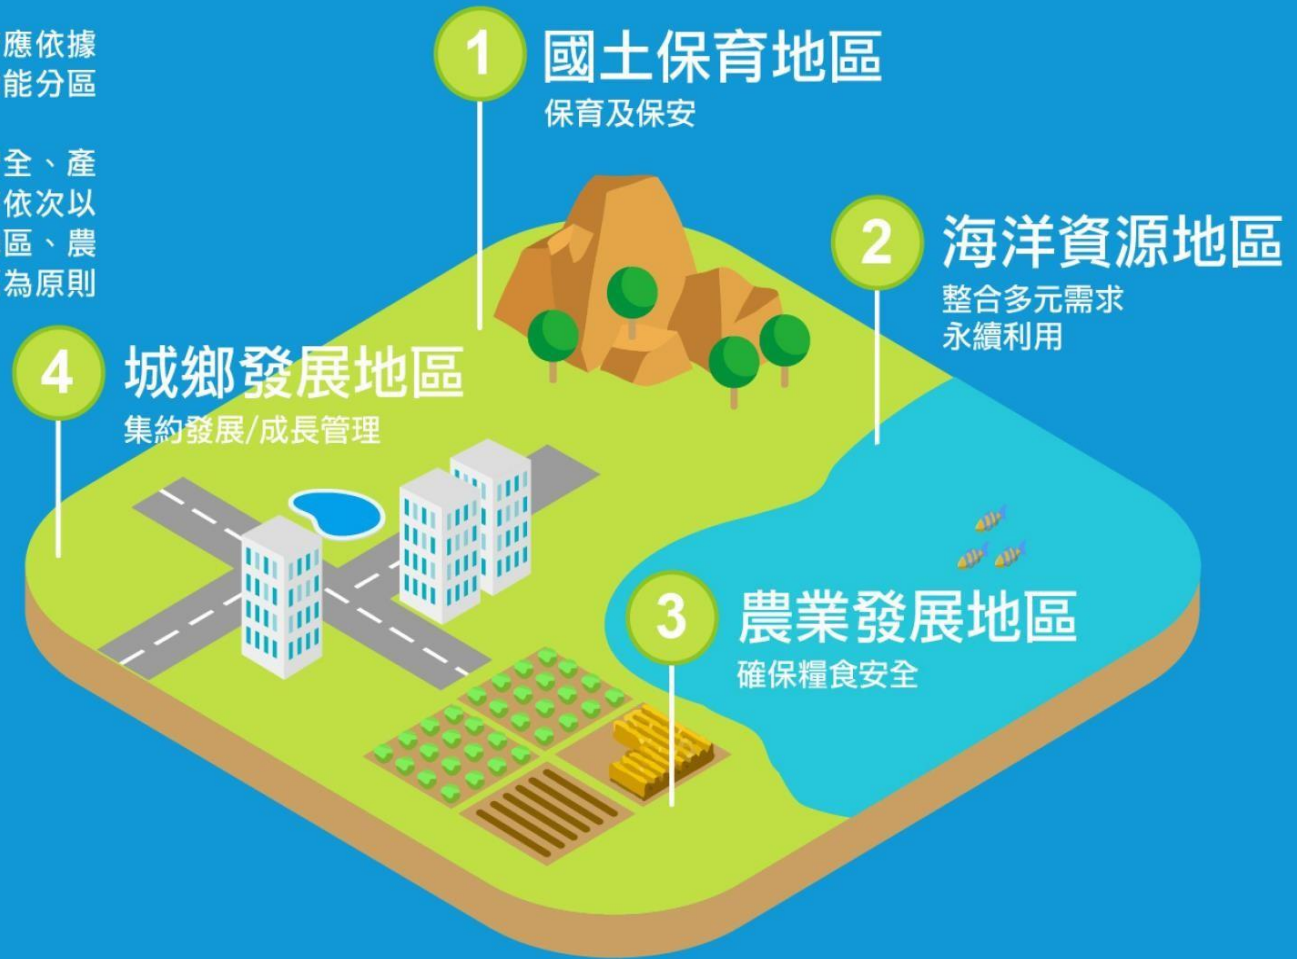 應依據
能分區
全、產
依次以
區、農
為原則
1
國土保育地區
保育及保安
2
海洋資源地區
整合多元需求
永續利用
4
城鄉發展地區
集約發展/成長管理
3
農業發展地區
確保糧食安全